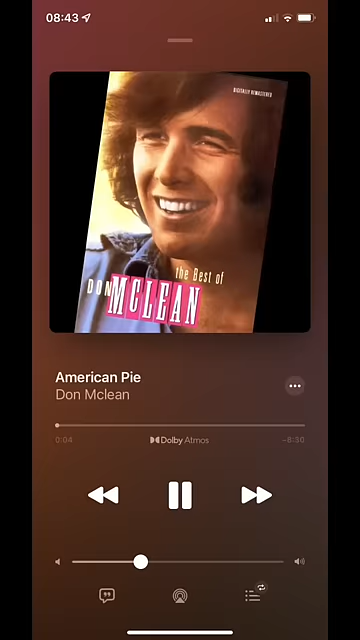 08:43
DIGITALLY REMASTERED
the Best of
DON McLEAN
American Pie
Don Mclean
0:04
Dolby Atmos
-8:30